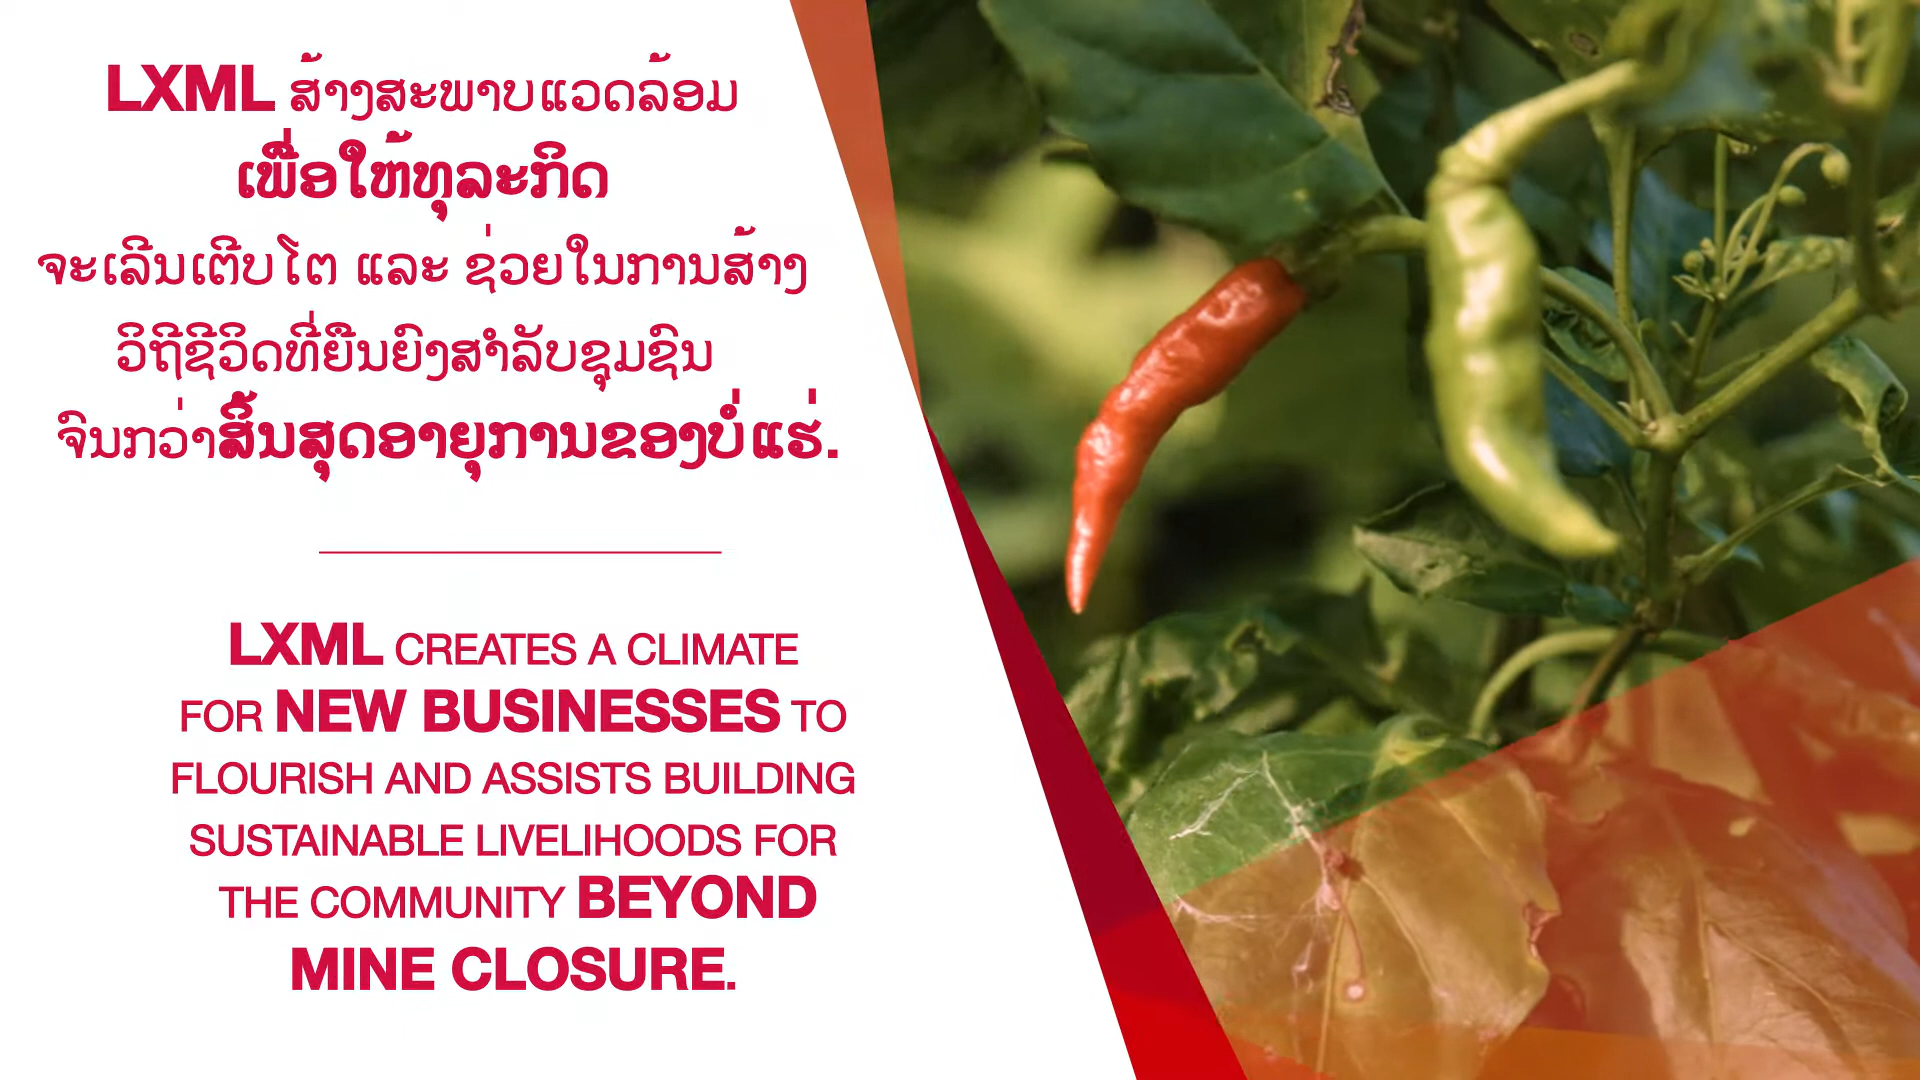 LXML ສ້າງສະພາບແວດລ້ອມ
ເພື່ອໃຫ້ທຸລະກິດ
ຈະເລີນເຕີບໂຕ ແລະ ຊ່ວຍໃນການສ້າງ
ວິຖີຊີວິດທີ່ຍືນຍົງສຳລັບຊຸມຊົນ
ຈົນກວ່າສິ້ນສຸດອາຍຸການຂອງບໍ່ແຮ່.
LXML CREATES A CLIMATE
FOR NEW BUSINESSES TO
FLOURISH AND ASSISTS BUILDING
SUSTAINABLE LIVELIHOODS FOR
THE COMMUNITY BEYOND
MINE CLOSURE.